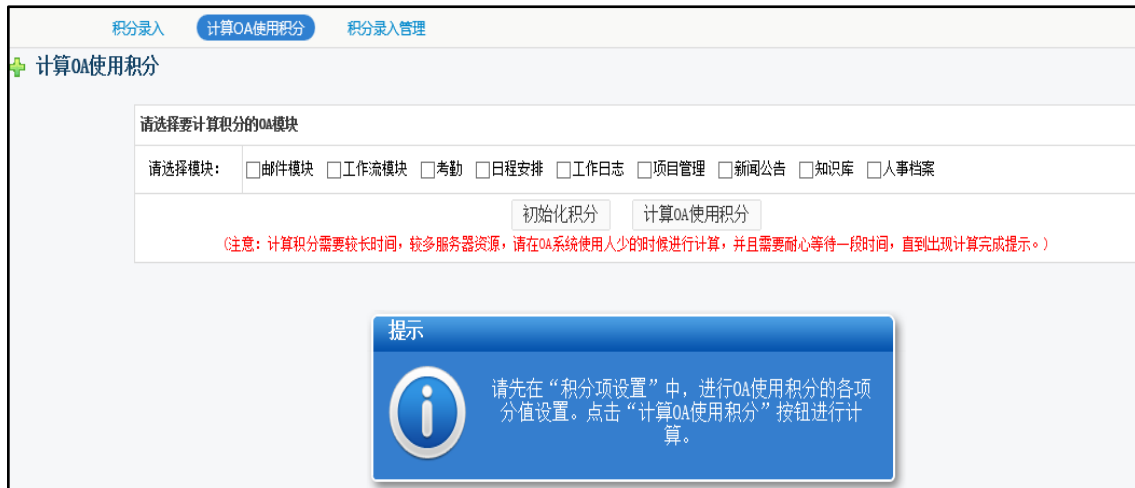 积分录入 计算OA使用积分 积分录入管理
计算OA使用积分
请选择要计算积分的OA模块
请选择模块： 邮件模块 工作流模块 考勤 日程安排 工作日志 项目管理 新闻公告 知识库 人事档案
初始化积分 计算OA使用积分
（注意：计算积分需要较长时间，较多服务器资源，请在OA系统使用人少的时候进行计算，并且需要耐心等待一段时间，直到出现计算完成提示。）
提示
请先在“积分项设置”中，进行OA使用积分的各项
分值设置。点击“计算OA使用积分”按钮进行计
算。